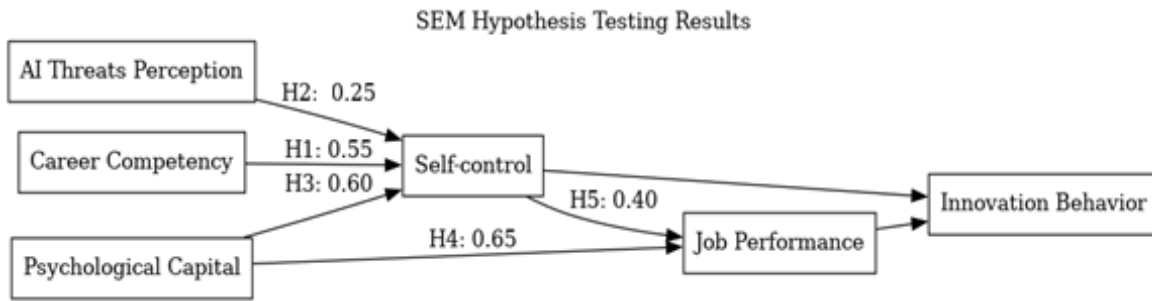 SEM Hypothesis Testing Results
AI Threats Perception
H2: 0.25
Career Competency
H1: 0.55
Self-control
H3: 0.60
H5: 0.40
Innovation Behavior
Psychological Capital
H4: 0.65
Job Performance